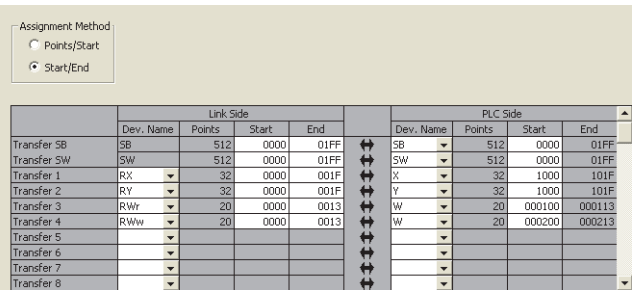 Assignment Method
Points/Start
Start/End
Link Side PLC Side
Dev. Name Points Start End Dev. Name Points Start End
Transfer SB SB 512 0000 01FF SB 512 0000 01FF
Transfer SW SW 512 0000 01FF SW 512 0000 01FF
Transfer 1 RX 32 0000 001F X 32 1000 101F
Transfer 2 RY 32 0000 001F Y 32 1000 101F
Transfer 3 RWr 20 0000 0013 W 20 000100 000113
Transfer 4 RWw 20 0000 0013 W 20 000200 000213
Transfer 5
Transfer 6
Transfer 7
Transfer 8